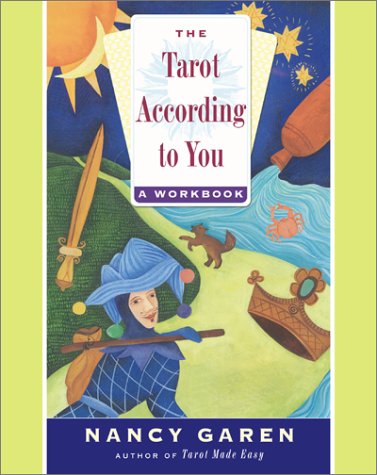 THE
Tarot
According
to You
A WORKBOOK
NANCY GAREN
AUTHOR OF Tarot Made Easy